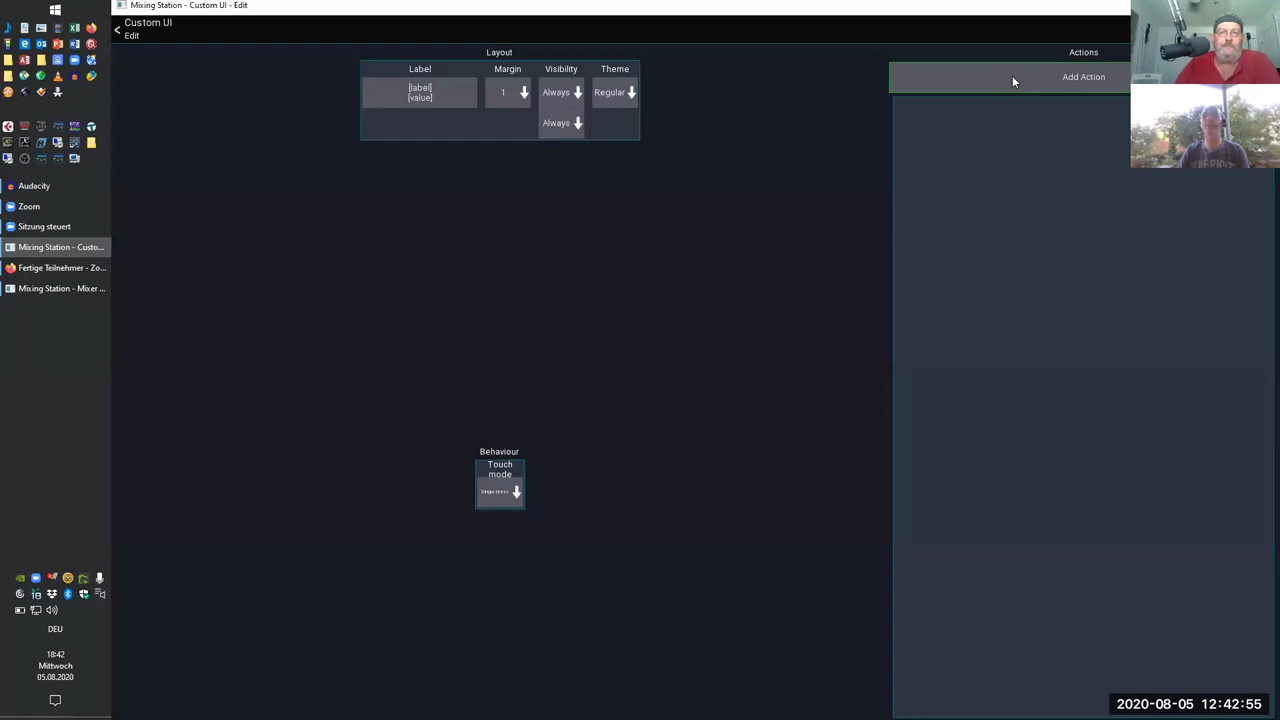 Mixing Station - Custom UI - Edit
Custom UI
Edit
Layout
Label
Margin
Visibility
Theme
[label]
[value]
1
Always
Regular
Always
Actions
Add Action
Behaviour
Touch
mode
Audacity
Zoom
Sitzung steuert
Mixing Station - Custo...
Fertige Teilnehmer - Zo...
Mixing Station - Mixer ...
DEU
18:42
Mittwoch
05.08.2020
2020-08-05 12:42:55